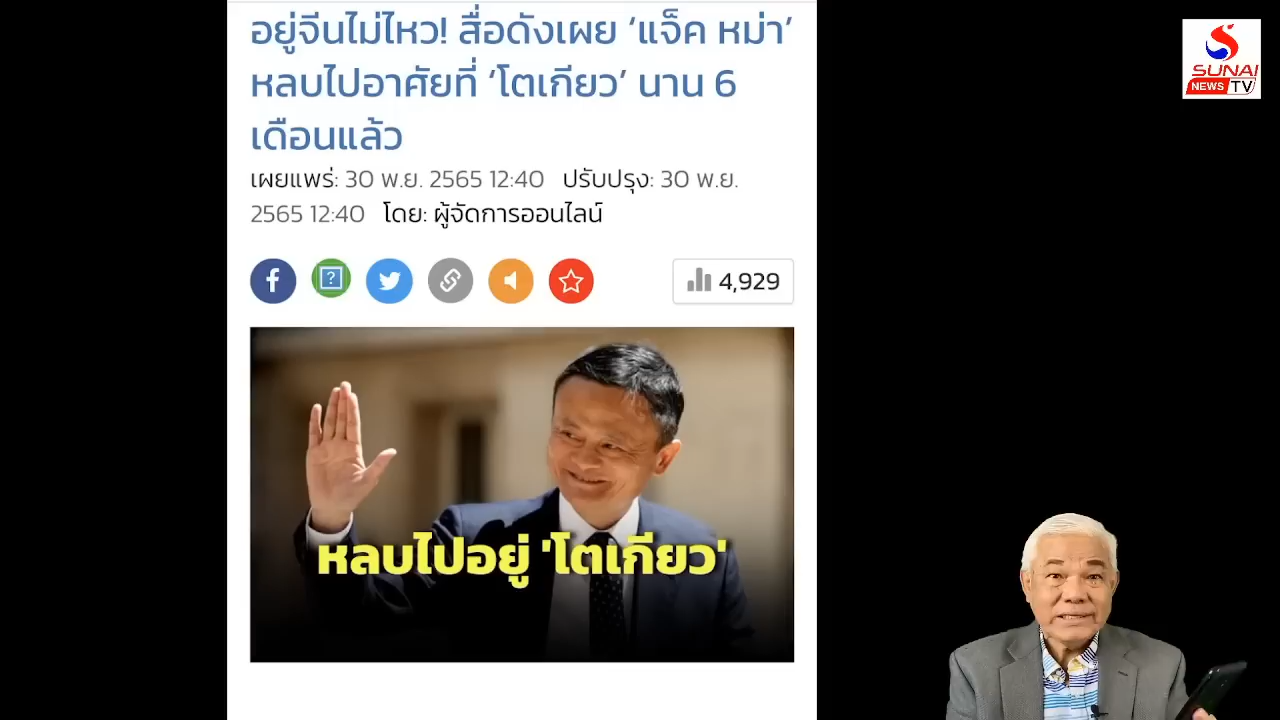 อยู่จีนไม่ไหว! สื่อดังเผย ‘แจ็ค หม่า’
หลบไปอาศัยที่ ‘โตเกียว’ นาน 6
เดือนแล้ว
เผยแพร่: 30 พ.ย. 2565 12:40 ปรับปรุง: 30 พ.ย.
2565 12:40 โดย: ผู้จัดการออนไลน์
4,929
หลบไปอยู่ 'โตเกียว'
SUNAI
NEWS TV